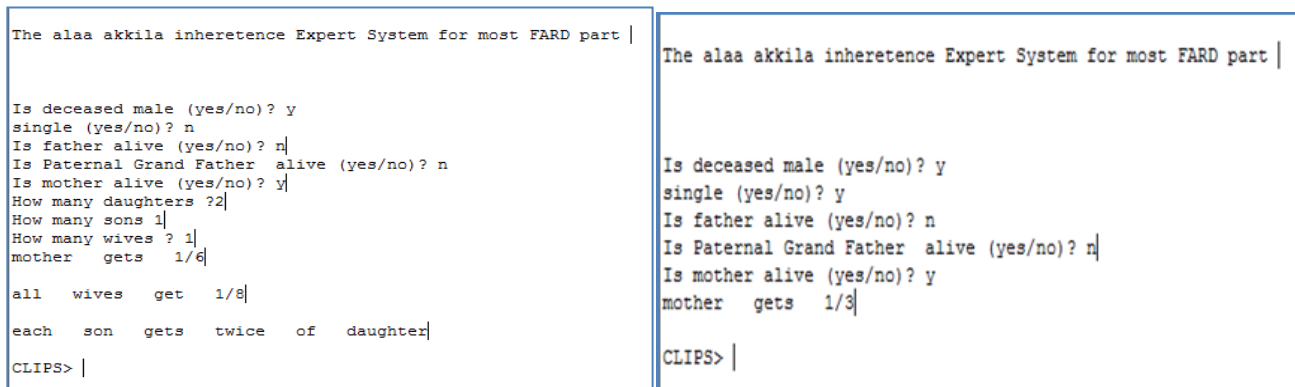 The alaa akkila inheretence Expert System for most FARD part
Is deceased male (yes/no)? y
single (yes/no)? n
Is father alive (yes/no)? n
Is Paternal Grand Father alive (yes/no)? n
Is mother alive (yes/no)? y
How many daughters ?2
How many sons 1
How many wives ? 1
mother gets 1/6
all wives get 1/8
each son gets twice of daughter
CLIPS>
The alaa akkila inheretence Expert System for most FARD part
Is deceased male (yes/no)? y
single (yes/no)? y
Is father alive (yes/no)? n
Is Paternal Grand Father alive (yes/no)? n
Is mother alive (yes/no)? y
mother gets 1/3
CLIPS>